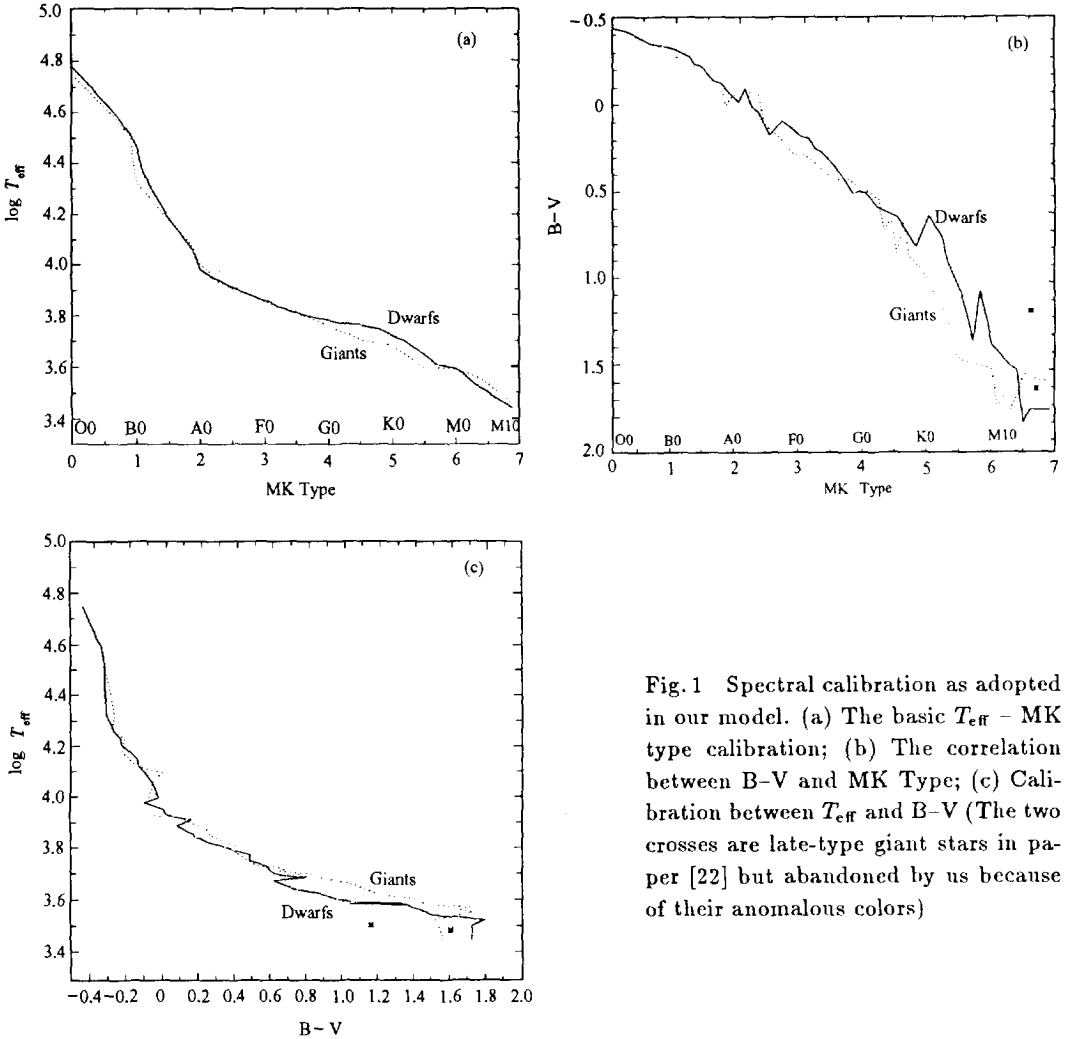 5.0
(a)
4.8
4.6
4.4
4.2
4.0
3.8
3.6
3.4
log T_eff
Dwarfs
Giants
O0 B0 A0 F0 G0 K0 M0 M10
0 1 2 3 4 5 6 7
MK Type
−0.5
(b)
0
0.5
1.0
1.5
2.0
B−V
Dwarfs
Giants
O0 B0 A0 F0 G0 K0 M10
0 1 2 3 4 5 6 7
MK Type
5.0
(c)
4.8
4.6
4.4
4.2
4.0
3.8
3.6
3.4
log T_eff
Giants
Dwarfs
−0.4 −0.2 0 0.2 0.4 0.6 0.8 1.0 1.2 1.4 1.6 1.8 2.0
B− V
Fig. 1 Spectral calibration as adopted
in our model. (a) The basic T_eff − MK
type calibration; (b) The correlation
between B–V and MK Type; (c) Cali-
bration between T_eff and B–V (The two
crosses are late-type giant stars in pa-
per [22] but abandoned by us because
of their anomalous colors)